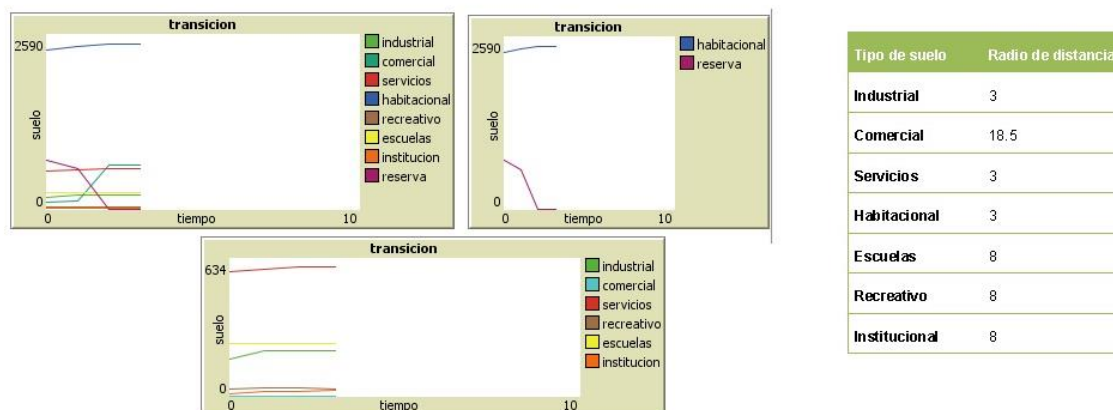 transicion
2590
suelo
0
0
tiempo
10
industrial
comercial
servicios
habitacional
recreativo
escuelas
institucion
reserva
transicion
2590
suelo
0
0
tiempo
10
habitacional
reserva
transicion
634
suelo
0
0
tiempo
10
industrial
comercial
servicios
recreativo
escuelas
institucion
Tipo de suelo Radio de distancia
Industrial 3
Comercial 18.5
Servicios 3
Habitacional 3
Escuelas 8
Recreativo 8
Institucional 8